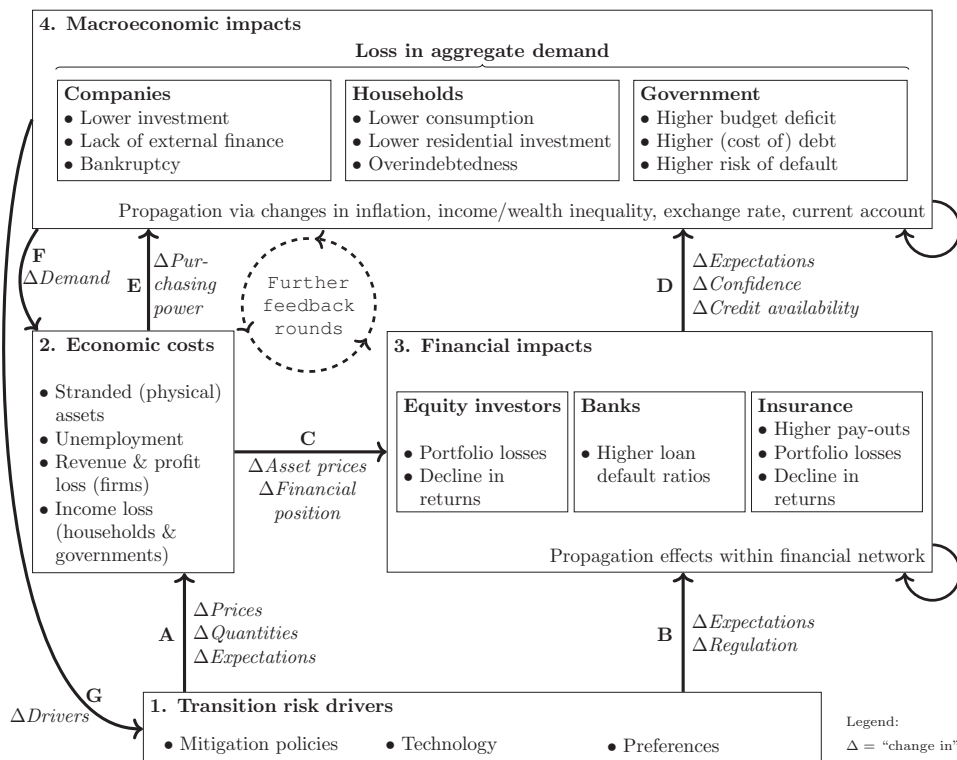 4. Macroeconomic impacts
Loss in aggregate demand
Companies
• Lower investment
• Lack of external finance
• Bankruptcy
Households
• Lower consumption
• Lower residential investment
• Overindebtedness
Government
• Higher budget deficit
• Higher (cost of) debt
• Higher risk of default
Propagation via changes in inflation, income/wealth inequality, exchange rate, current account
F
ΔDemand
E
ΔPur-
chasing
power
Further
feedback
rounds
D
ΔExpectations
ΔConfidence
ΔCredit availability
2. Economic costs
• Stranded (physical)
assets
• Unemployment
• Revenue & profit
loss (firms)
• Income loss
(households &
governments)
C
ΔAsset prices
ΔFinancial
position
3. Financial impacts
Equity investors
• Portfolio losses
• Decline in
returns
Banks
• Higher loan
default ratios
Insurance
• Higher pay-outs
• Portfolio losses
• Decline in
returns
Propagation effects within financial network
A
ΔPrices
ΔQuantities
ΔExpectations
B
ΔExpectations
ΔRegulation
G
ΔDrivers
1. Transition risk drivers
• Mitigation policies
• Technology
• Preferences
Legend:
Δ = “change in”